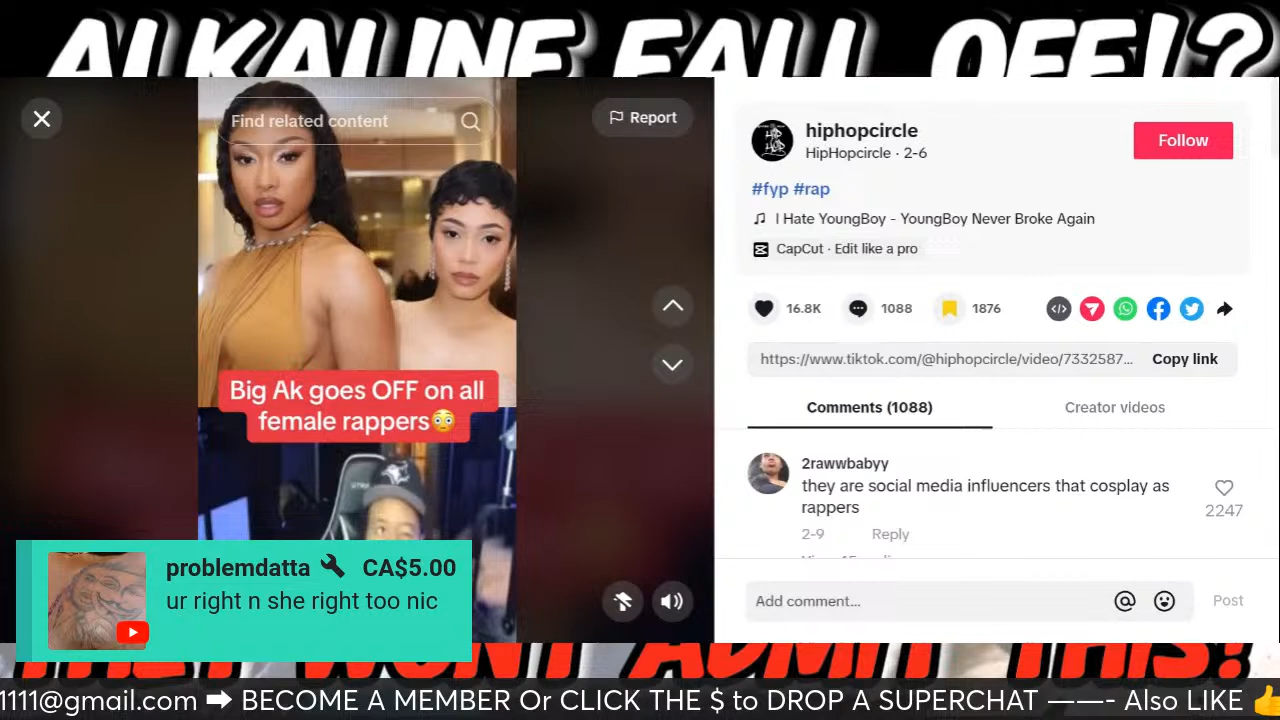 ALKALINE FALL OFF!?
Find related content
Report
hiphopcircle
HipHopcircle · 2-6
Follow
#fyp #rap
I Hate YoungBoy - YoungBoy Never Broke Again
CapCut · Edit like a pro
16.8K
1088
1876
https://www.tiktok.com/@hiphopcircle/video/7332587...
Copy link
Comments (1088)
Creator videos
Big Ak goes OFF on all
female rappers😳
2rawwbabyy
they are social media influencers that cosplay as
rappers
2247
2-9
Reply
problemdatta 🔧 CA$5.00
ur right n she right too nic
Add comment...
Post
THEY WONT ADMIT THIS!
1111@gmail.com ➡ BECOME A MEMBER Or CLICK THE $ to DROP A SUPERCHAT ——- Also LIKE 👍